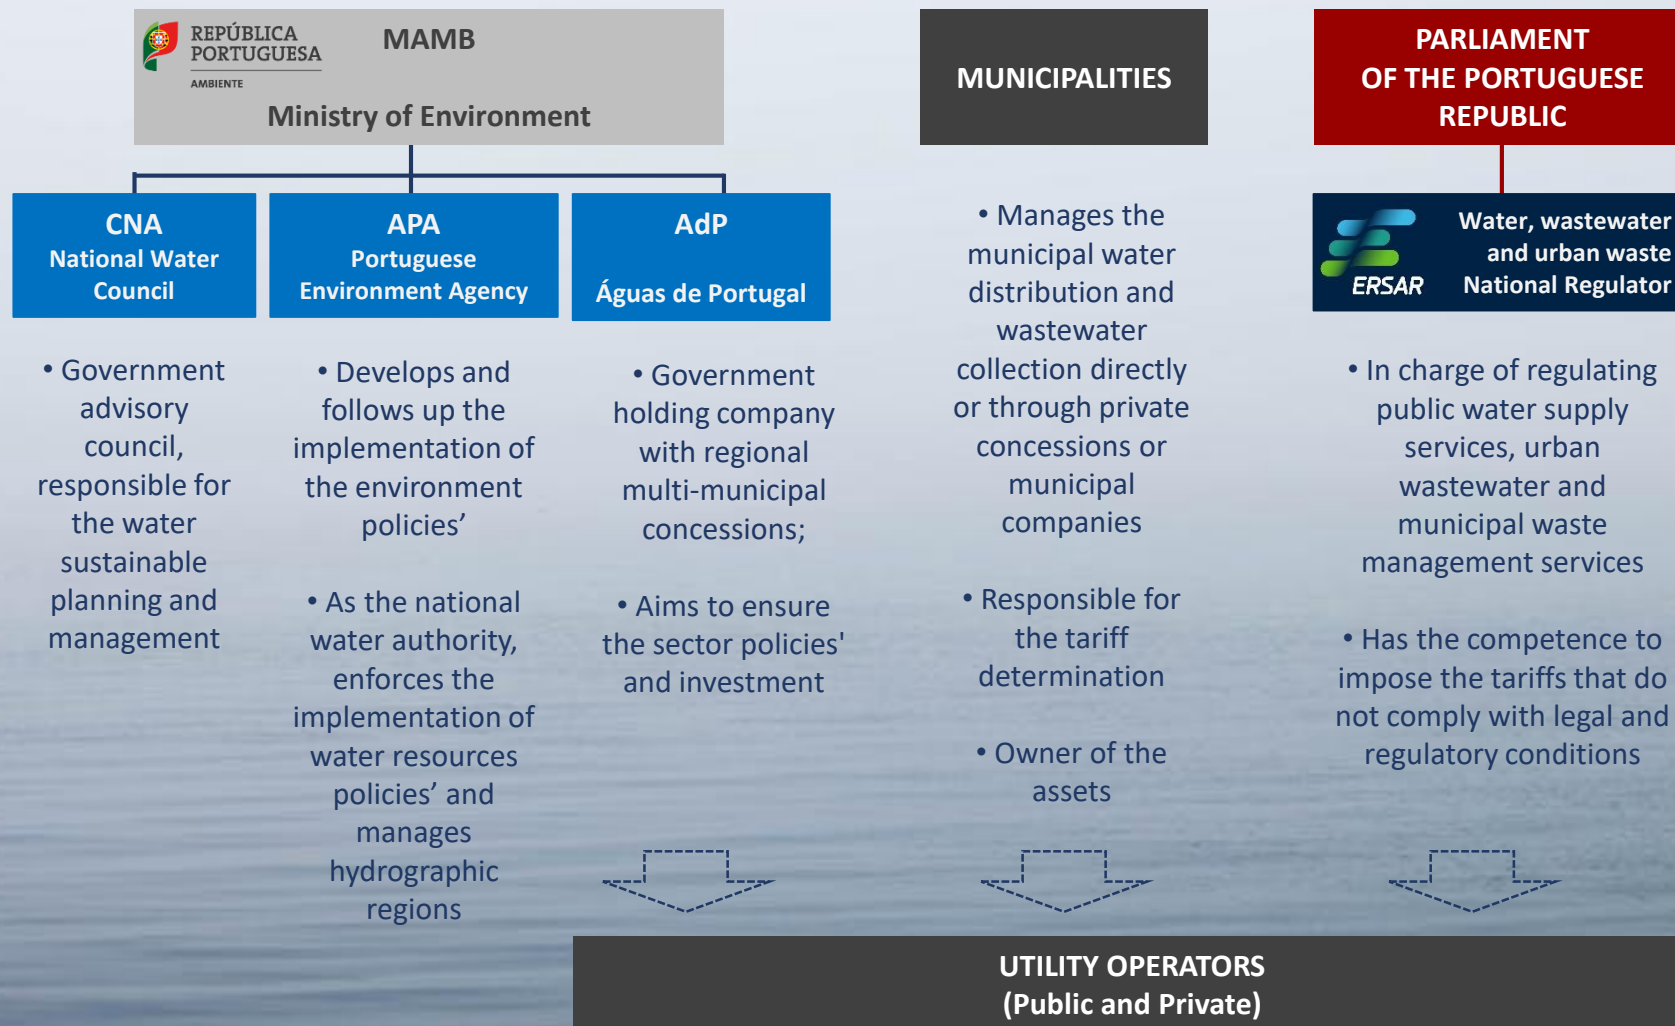 REPÚBLICA
PORTUGUESA
AMBIENTE
MAMB
Ministry of Environment
MUNICIPALITIES
PARLIAMENT
OF THE PORTUGUESE
REPUBLIC
CNA
National Water
Council
APA
Portuguese
Environment Agency
AdP
Águas de Portugal
ERSAR
Water, wastewater
and urban waste
National Regulator
• Government
advisory
council,
responsible for
the water
sustainable
planning and
management
• Develops and
follows up the
implementation of
the environment
policies’
• As the national
water authority,
enforces the
implementation of
water resources
policies’ and
manages
hydrographic
regions
• Government
holding company
with regional
multi-municipal
concessions;
• Aims to ensure
the sector policies'
and investment
• Manages the
municipal water
distribution and
wastewater
collection directly
or through private
concessions or
municipal
companies
• Responsible for
the tariff
determination
• Owner of the
assets
• In charge of regulating
public water supply
services, urban
wastewater and
municipal waste
management services
• Has the competence to
impose the tariffs that do
not comply with legal and
regulatory conditions
UTILITY OPERATORS
(Public and Private)